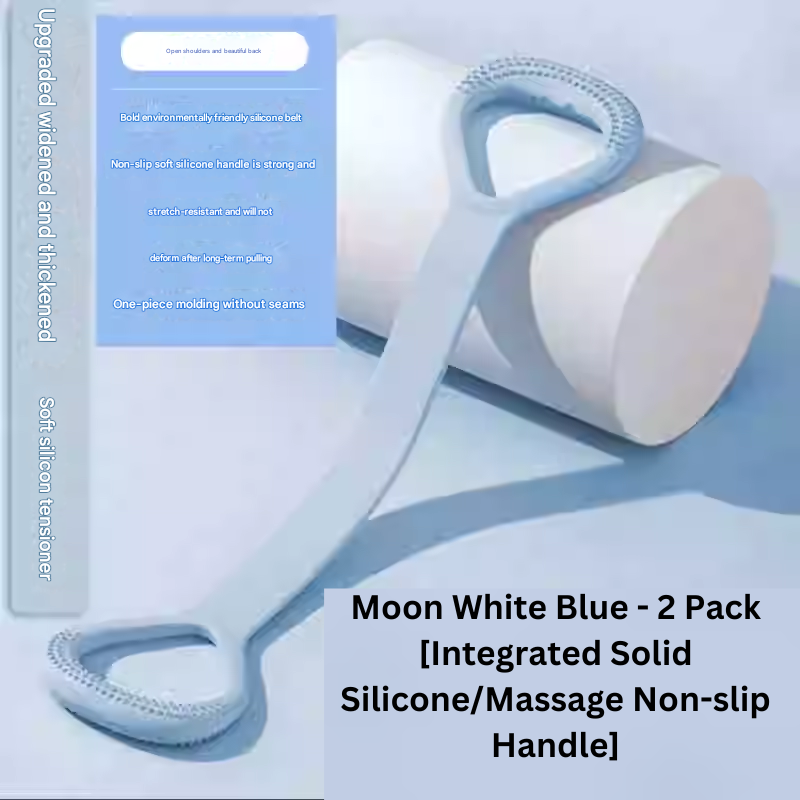 Upgraded widened and thickened
Soft silicon tensioner
Open shoulders and beautiful back
Bold environmentally friendly silicone belt
Non-slip soft silicone handle is strong and
stretch-resistant and will not
deform after long-term pulling
One-piece molding without seams
Moon White Blue - 2 Pack
[Integrated Solid
Silicone/Massage Non-slip
Handle]